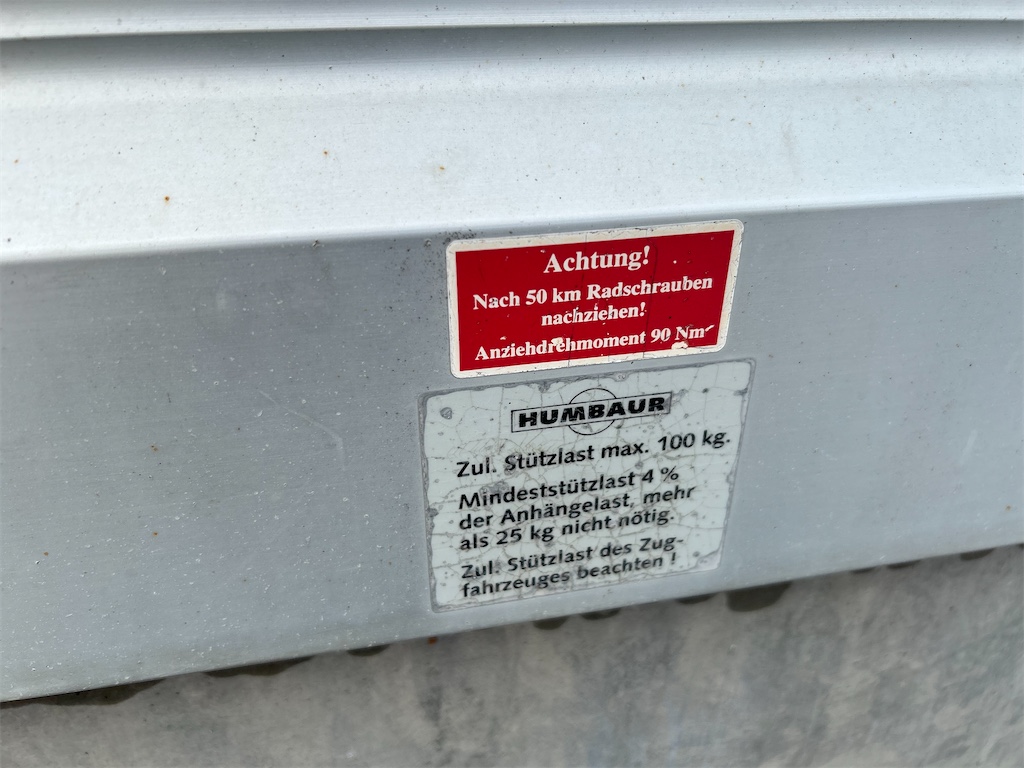 Achtung!
Nach 50 km Radschrauben
nachziehen!
Anziehdrehmoment 90 Nm
HUMBAUR
Zul. Stützlast max. 100 kg.
Mindeststützlast 4 %
der Anhängelast, mehr
als 25 kg nicht nötig.
Zul. Stützlast des Zug-
fahrzeuges beachten !